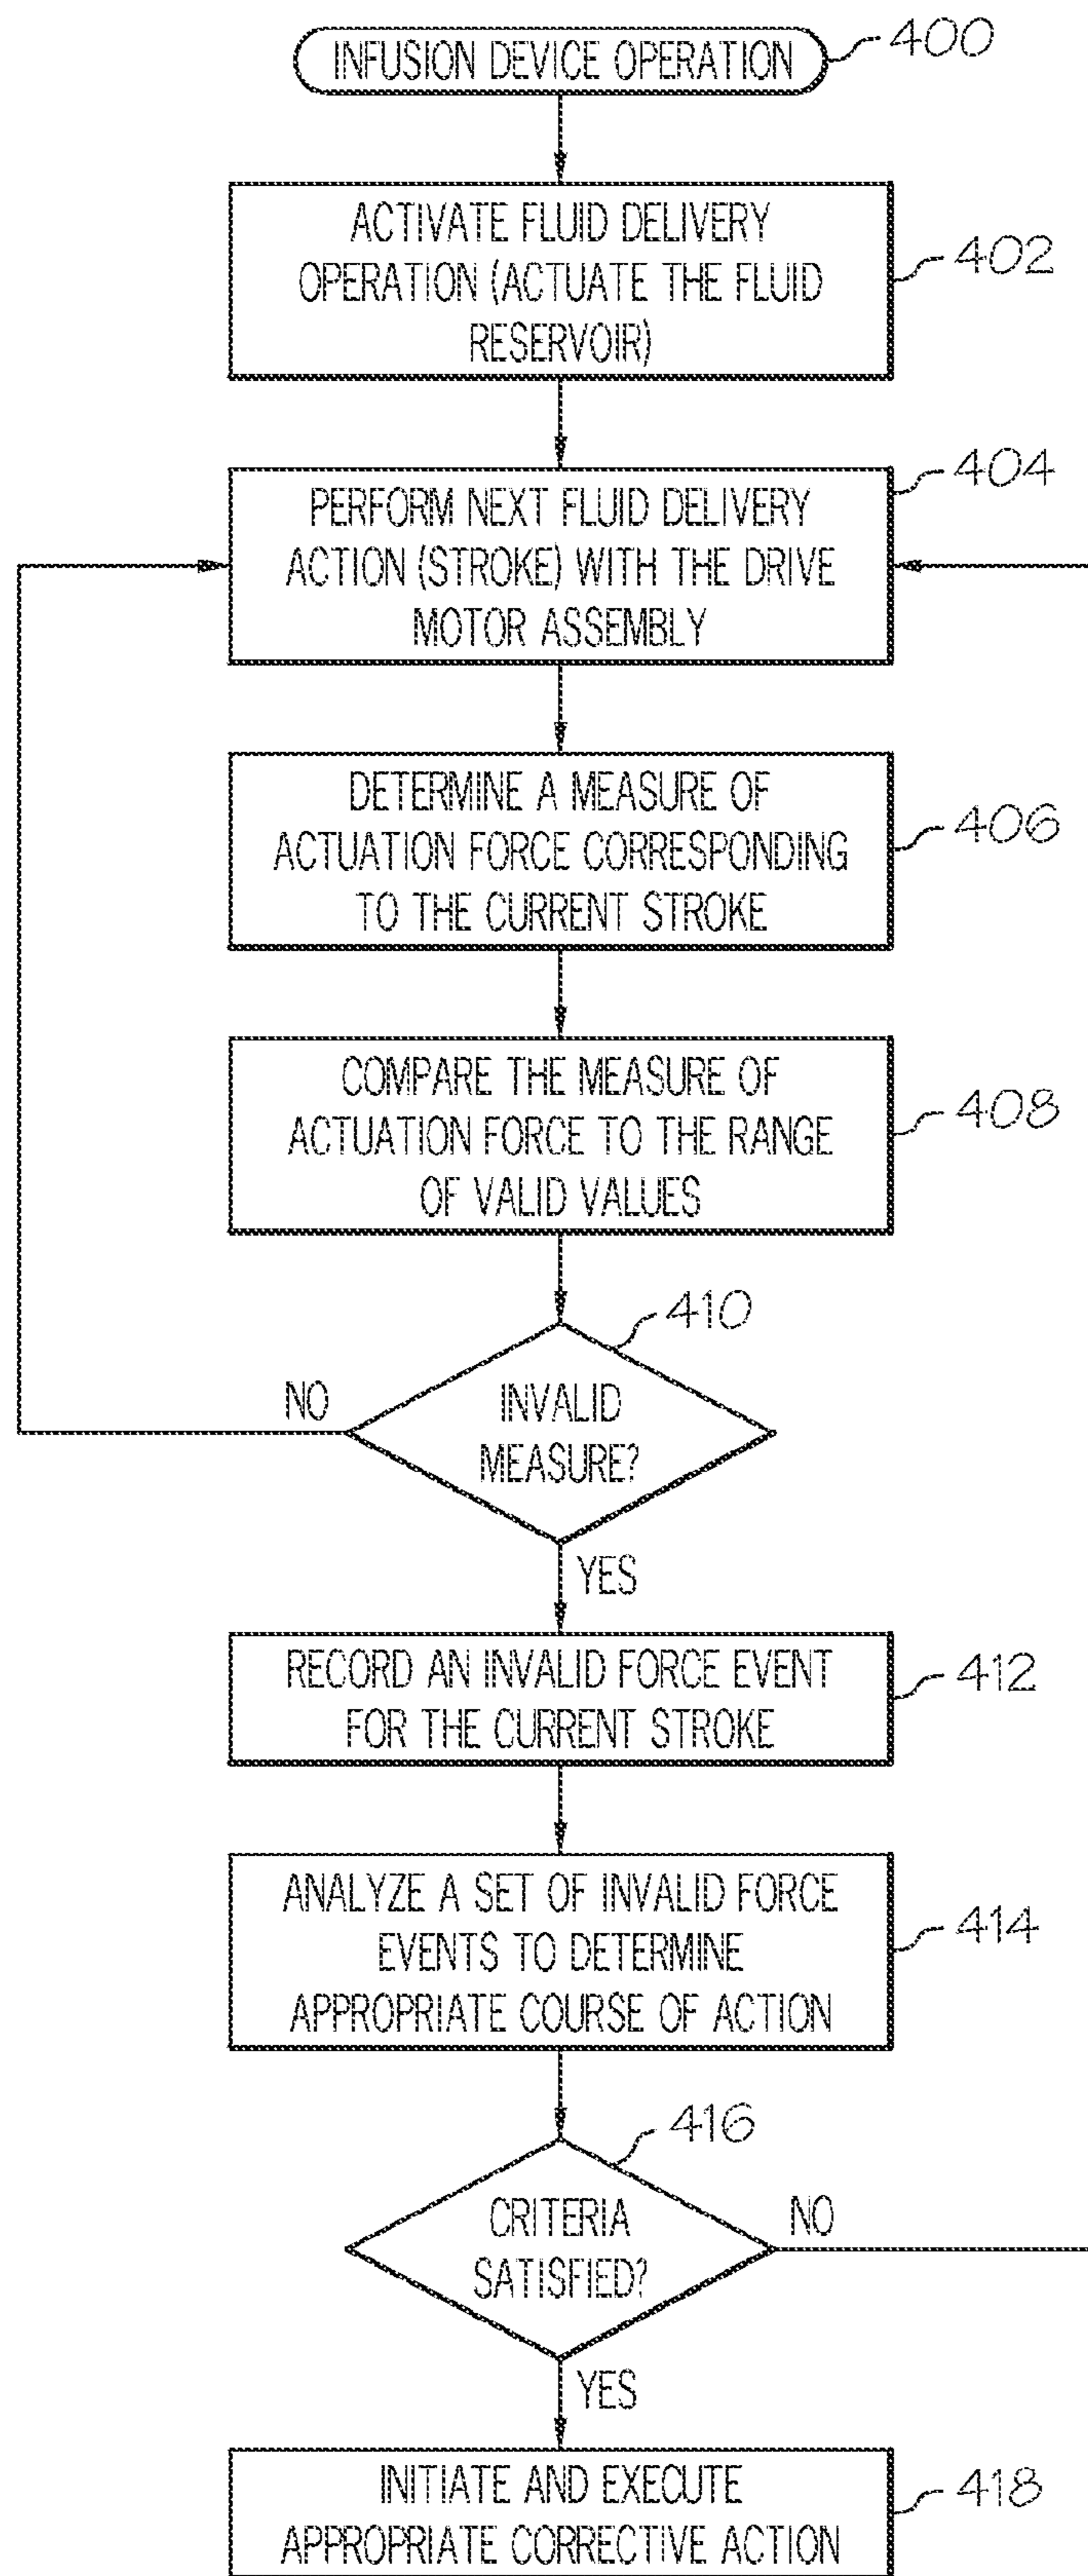 INFUSION DEVICE OPERATION
400
ACTIVATE FLUID DELIVERY
OPERATION (ACTUATE THE FLUID
RESERVOIR)
402
PERFORM NEXT FLUID DELIVERY
ACTION (STROKE) WITH THE DRIVE
MOTOR ASSEMBLY
404
DETERMINE A MEASURE OF
ACTUATION FORCE CORRESPONDING
TO THE CURRENT STROKE
406
COMPARE THE MEASURE OF
ACTUATION FORCE TO THE RANGE
OF VALID VALUES
408
410
NO
INVALID
MEASURE?
YES
RECORD AN INVALID FORCE EVENT
FOR THE CURRENT STROKE
412
ANALYZE A SET OF INVALID FORCE
EVENTS TO DETERMINE
APPROPRIATE COURSE OF ACTION
414
416
CRITERIA
SATISFIED?
NO
YES
INITIATE AND EXECUTE
APPROPRIATE CORRECTIVE ACTION
418